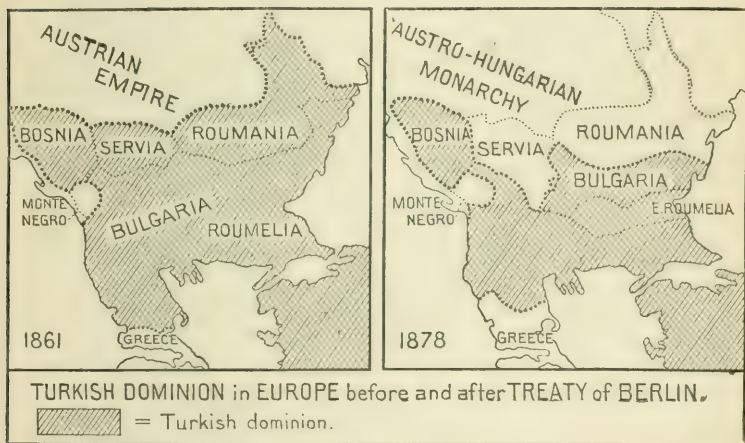 AUSTRIAN
EMPIRE
BOSNIA
SERVIA
ROUMANIA
MONTE
NEGRO
BULGARIA
ROUMELIA
1861
GREECE
AUSTRO-HUNGARIAN
MONARCHY
BOSNIA
SERVIA
ROUMANIA
BULGARIA
MONTE
NEGRO
E.ROUMELIA
1878
GREECE
TURKISH DOMINION in EUROPE before and after TREATY of BERLIN.
= Turkish dominion.